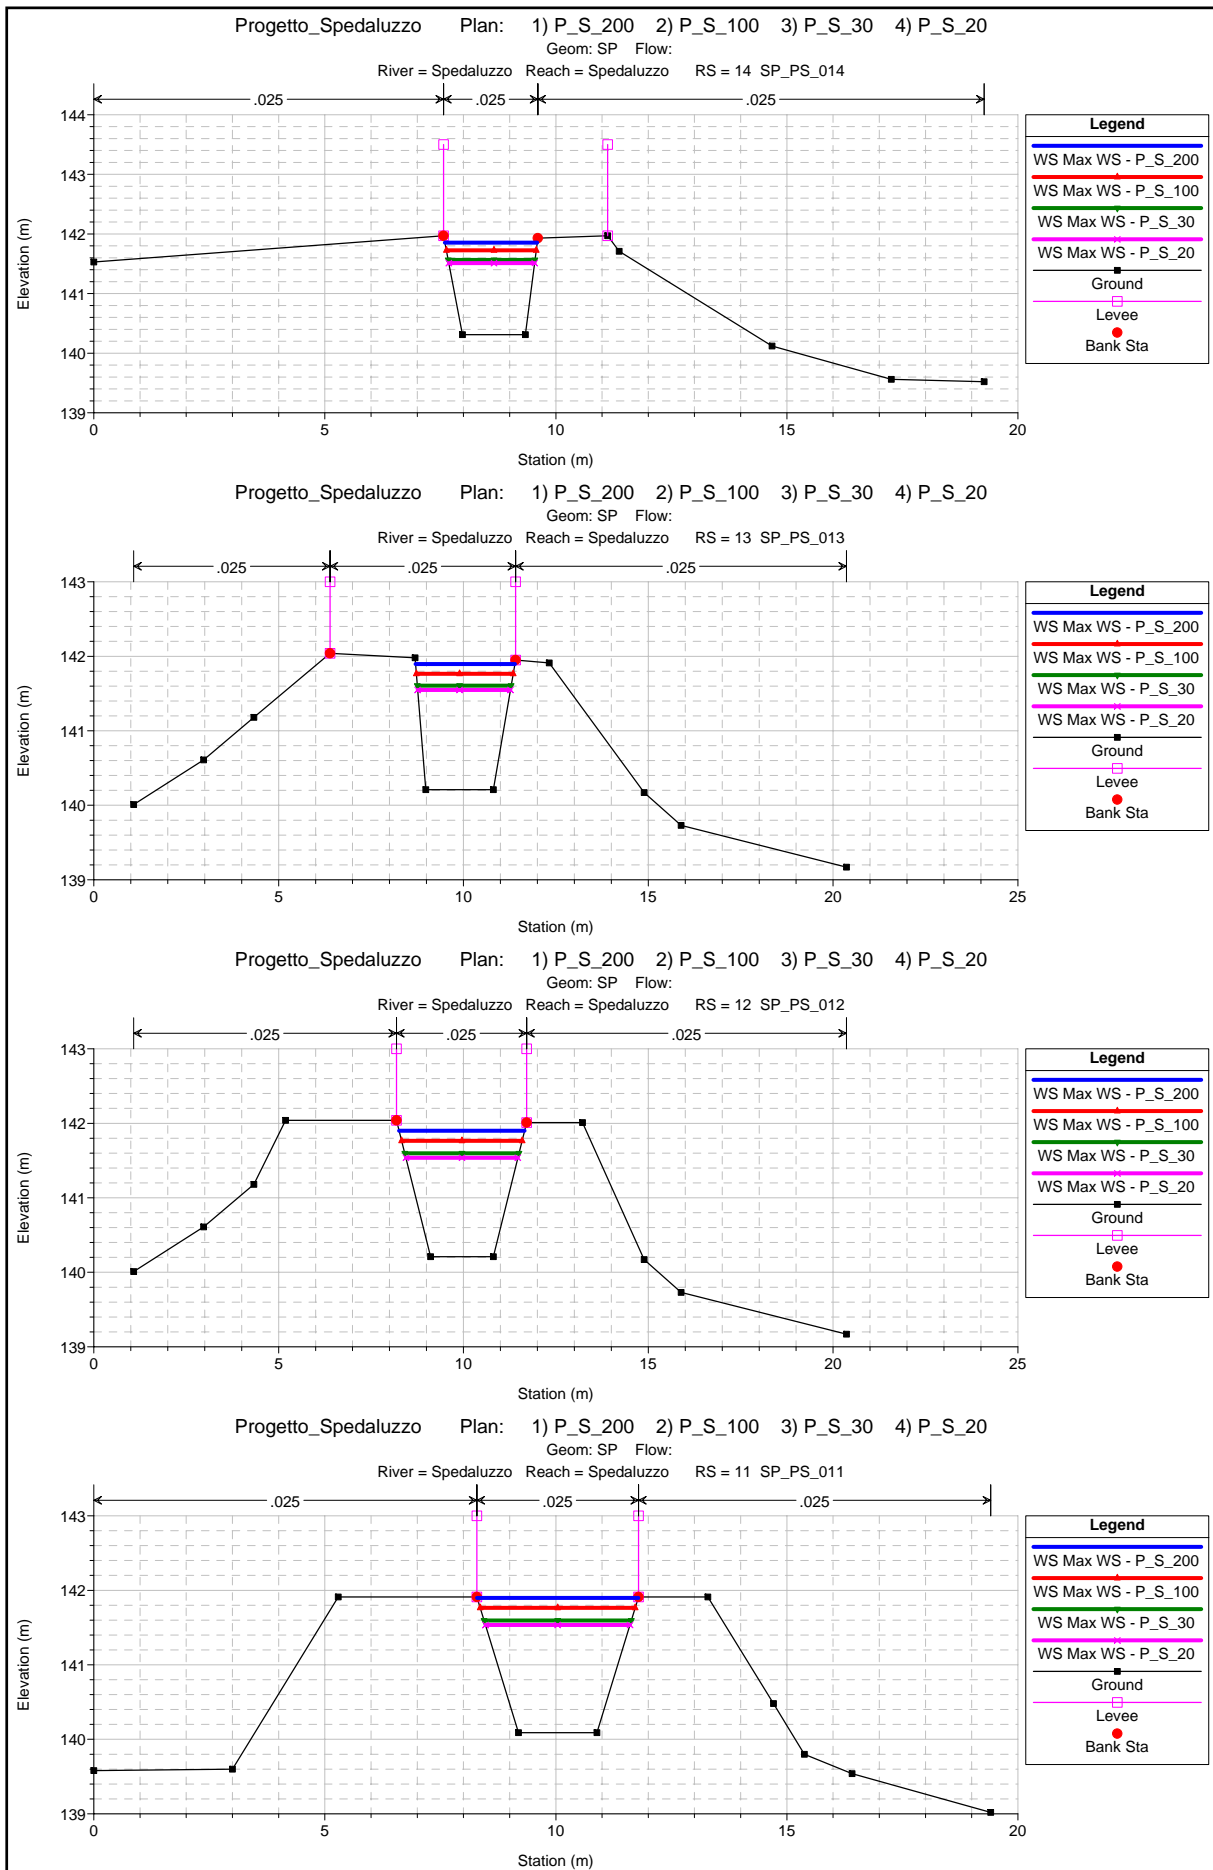 Progetto_Spedaluzzo Plan: 1) P_S_200 2) P_S_100 3) P_S_30 4) P_S_20
Geom: SP Flow:
River = Spedaluzzo Reach = Spedaluzzo RS = 14 SP_PS_014
.025 .025 .025
144
143
142
141
140
139
Elevation (m)
0 5 10 15 20
Station (m)
Legend
WS Max WS - P_S_200
WS Max WS - P_S_100
WS Max WS - P_S_30
WS Max WS - P_S_20
Ground
Levee
Bank Sta
Progetto_Spedaluzzo Plan: 1) P_S_200 2) P_S_100 3) P_S_30 4) P_S_20
Geom: SP Flow:
River = Spedaluzzo Reach = Spedaluzzo RS = 13 SP_PS_013
.025 .025 .025
143
142
141
140
139
Elevation (m)
0 5 10 15 20 25
Station (m)
Legend
WS Max WS - P_S_200
WS Max WS - P_S_100
WS Max WS - P_S_30
WS Max WS - P_S_20
Ground
Levee
Bank Sta
Progetto_Spedaluzzo Plan: 1) P_S_200 2) P_S_100 3) P_S_30 4) P_S_20
Geom: SP Flow:
River = Spedaluzzo Reach = Spedaluzzo RS = 12 SP_PS_012
.025 .025 .025
143
142
141
140
139
Elevation (m)
0 5 10 15 20 25
Station (m)
Legend
WS Max WS - P_S_200
WS Max WS - P_S_100
WS Max WS - P_S_30
WS Max WS - P_S_20
Ground
Levee
Bank Sta
Progetto_Spedaluzzo Plan: 1) P_S_200 2) P_S_100 3) P_S_30 4) P_S_20
Geom: SP Flow:
River = Spedaluzzo Reach = Spedaluzzo RS = 11 SP_PS_011
.025 .025 .025
143
142
141
140
139
Elevation (m)
0 5 10 15 20
Station (m)
Legend
WS Max WS - P_S_200
WS Max WS - P_S_100
WS Max WS - P_S_30
WS Max WS - P_S_20
Ground
Levee
Bank Sta